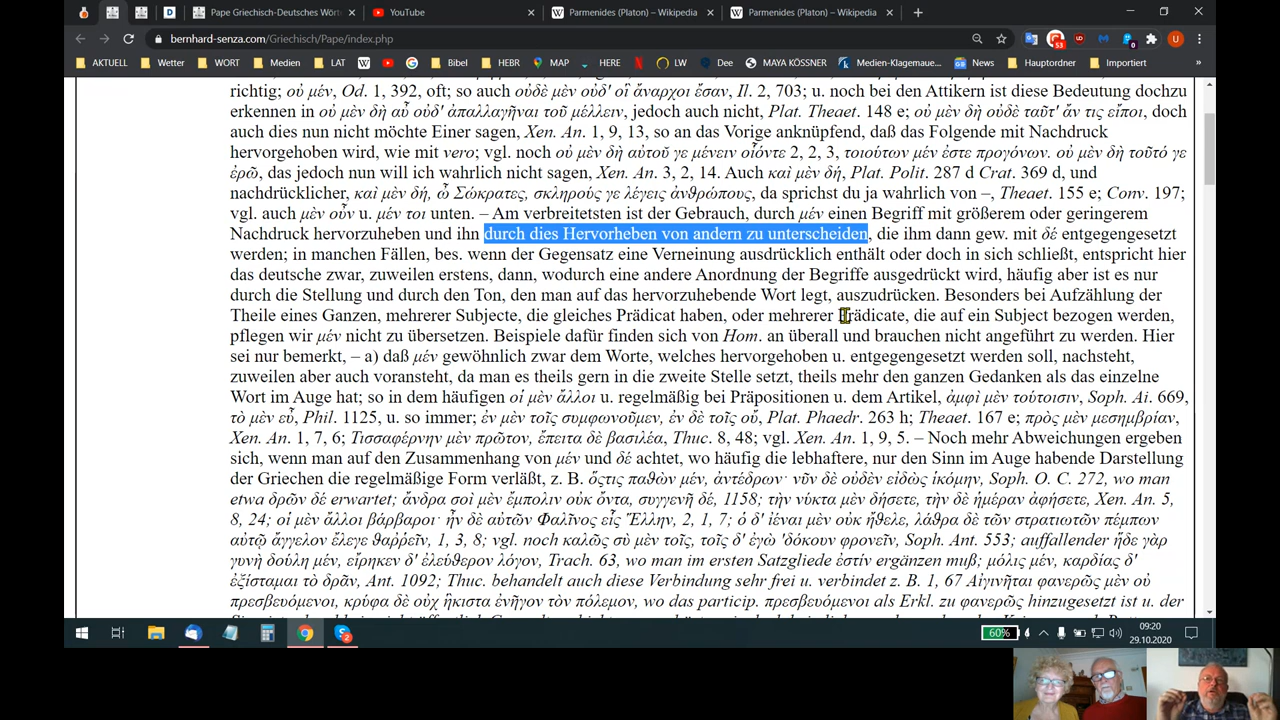 Pape Griechisch-Deutsches Wört
YouTube
Parmenides (Platon) – Wikipedia
Parmenides (Platon) – Wikipedia
bernhard-senza.com/Griechisch/Pape/index.php
AKTUELL
Wetter
WORT
Medien
LAT
Bibel
HEBR
MAP
HERE
LW
Dee
MAYA KÖSSNER
Medien-Klagemaue...
News
Hauptordner
Importiert
richtig; οὐ μέν, Od. 1, 392, oft; so auch οὐδὲ μὲν οὐδ' οἳ ἄναρχοι ἔσαν, Il. 2, 703; u. noch bei den Attikern ist diese Bedeutung dochzu
erkennen in οὐ μὲν δὴ αὖ οὐδ' ἀπαλλαγῆναι τοῦ μέλλειν, jedoch auch nicht, Plat. Theaet. 148 e; οὐ μὲν δὴ οὐδὲ ταῦτ' ἄν τις εἴποι, doch
auch dies nun nicht möchte Einer sagen, Xen. An. 1, 9, 13, so an das Vorige anknüpfend, daß das Folgende mit Nachdruck
hervorgehoben wird, wie mit vero; vgl. noch οὐ μὲν δὴ αὐτοῦ γε μένειν οἷόντε 2, 2, 3, τοιούτων μέν ἐστε προγόνων. οὐ μὲν δὴ τοῦτό γε
ἐρῶ, das jedoch nun will ich wahrlich nicht sagen, Xen. An. 3, 2, 14. Auch καὶ μὲν δή, Plat. Polit. 287 d Crat. 369 d, und
nachdrücklicher, καὶ μὲν δή, ὦ Σώκρατες, σκληρούς γε λέγεις ἀνθρώπους, da sprichst du ja wahrlich von –, Theaet. 155 e; Conv. 197;
vgl. auch μὲν οὖν u. μέν τοι unten. – Am verbreitetsten ist der Gebrauch, durch μέν einen Begriff mit größerem oder geringerem
Nachdruck hervorzuheben und ihn durch dies Hervorheben von andern zu unterscheiden, die ihm dann gew. mit δέ entgegengesetzt
werden; in manchen Fällen, bes. wenn der Gegensatz eine Verneinung ausdrücklich enthält oder doch in sich schließt, entspricht hier
das deutsche zwar, zuweilen erstens, dann, wodurch eine andere Anordnung der Begriffe ausgedrückt wird, häufig aber ist es nur
durch die Stellung und durch den Ton, den man auf das hervorzuhebende Wort legt, auszudrücken. Besonders bei Aufzählung der
Theile eines Ganzen, mehrerer Subjecte, die gleiches Prädicat haben, oder mehrerer Prädicate, die auf ein Subject bezogen werden,
pflegen wir μέν nicht zu übersetzen. Beispiele dafür finden sich von Hom. an überall und brauchen nicht angeführt zu werden. Hier
sei nur bemerkt, – a) daß μέν gewöhnlich zwar dem Worte, welches hervorgehoben u. entgegengesetzt werden soll, nachsteht,
zuweilen aber auch voransteht, da man es theils gern in die zweite Stelle setzt, theils mehr den ganzen Gedanken als das einzelne
Wort im Auge hat; so in dem häufigen οἱ μὲν ἄλλοι u. regelmäßig bei Präpositionen u. dem Artikel, ἀμφὶ μὲν τούτοισιν, Soph. Ai. 669,
τὸ μὲν εὖ, Phil. 1125, u. so immer; ἐν μὲν τοῖς συμφωνοῦμεν, ἐν δὲ τοῖς οὔ, Plat. Phaedr. 263 h; Theaet. 167 e; πρὸς μὲν μεσημβρίαν,
Xen. An. 1, 7, 6; Τισσαφέρνην μὲν πρῶτον, ἔπειτα δὲ βασιλέα, Thuc. 8, 48; vgl. Xen. An. 1, 9, 5. – Noch mehr Abweichungen ergeben
sich, wenn man auf den Zusammenhang von μέν und δέ achtet, wo häufig die lebhaftere, nur den Sinn im Auge habende Darstellung
der Griechen die regelmäßige Form verläßt, z. B. ὅςτις παθὼν μέν, ἀντέδρων· νῦν δὲ οὐδὲν εἰδὼς ἱκόμην, Soph. O. C. 272, wo man
etwa δρῶν δέ erwartet; ἄνδρα σοὶ μὲν ἔμπολιν οὐκ ὄντα, συγγενῆ δέ, 1158; τὴν νύκτα μὲν δήσετε, τὴν δὲ ἡμέραν ἀφήσετε, Xen. An. 5,
8, 24; οἱ μὲν ἄλλοι βάρβαροι· ἦν δὲ αὐτῶν Φαλῖνος εἷς Ἕλλην, 2, 1, 7; ὁ δ' ἰέναι μὲν οὐκ ἤθελε, λάθρα δὲ τῶν στρατιωτῶν πέμπων
αὐτῷ ἄγγελον ἔλεγε θαῤῥεῖν, 1, 3, 8; vgl. noch καλῶς σὺ μὲν τοῖς, τοῖς δ' ἐγὼ 'δόκουν φρονεῖν, Soph. Ant. 553; auffallender ἥδε γὰρ
γυνὴ δούλη μέν, εἴρηκεν δ' ἐλεύθερον λόγον, Trach. 63, wo man im ersten Satzgliede ἐστίν ergänzen muß; μόλις μέν, καρδίας δ'
ἐξίσταμαι τὸ δρᾶν, Ant. 1092; Thuc. behandelt auch diese Verbindung sehr frei u. verbindet z. B. 1, 67 Αἰγινῆται φανερῶς μὲν οὐ
πρεσβευόμενοι, κρύφα δὲ οὐχ ἥκιστα ἐνῆγον τὸν πόλεμον, wo das particip. πρεσβευόμενοι als Erkl. zu φανερῶς hinzugesetzt ist u. der
60%
09:20
29.10.2020